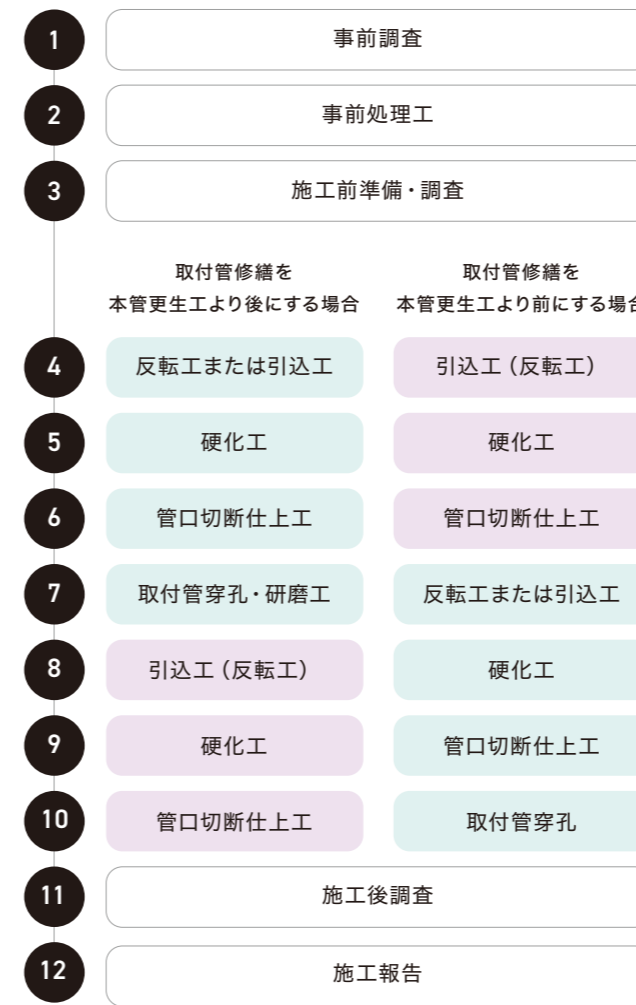 1
事前調査
2
事前処理工
3
施工前準備・調査
取付管修繕を
本管更生工より後にする場合
取付管修繕を
本管更生工より前にする場合
4
反転工または引込工
引込工（反転工）
5
硬化工
硬化工
6
管口切断仕上工
管口切断仕上工
7
取付管穿孔・研磨工
反転工または引込工
8
引込工（反転工）
硬化工
9
硬化工
管口切断仕上工
10
管口切断仕上工
取付管穿孔
11
施工後調査
12
施工報告